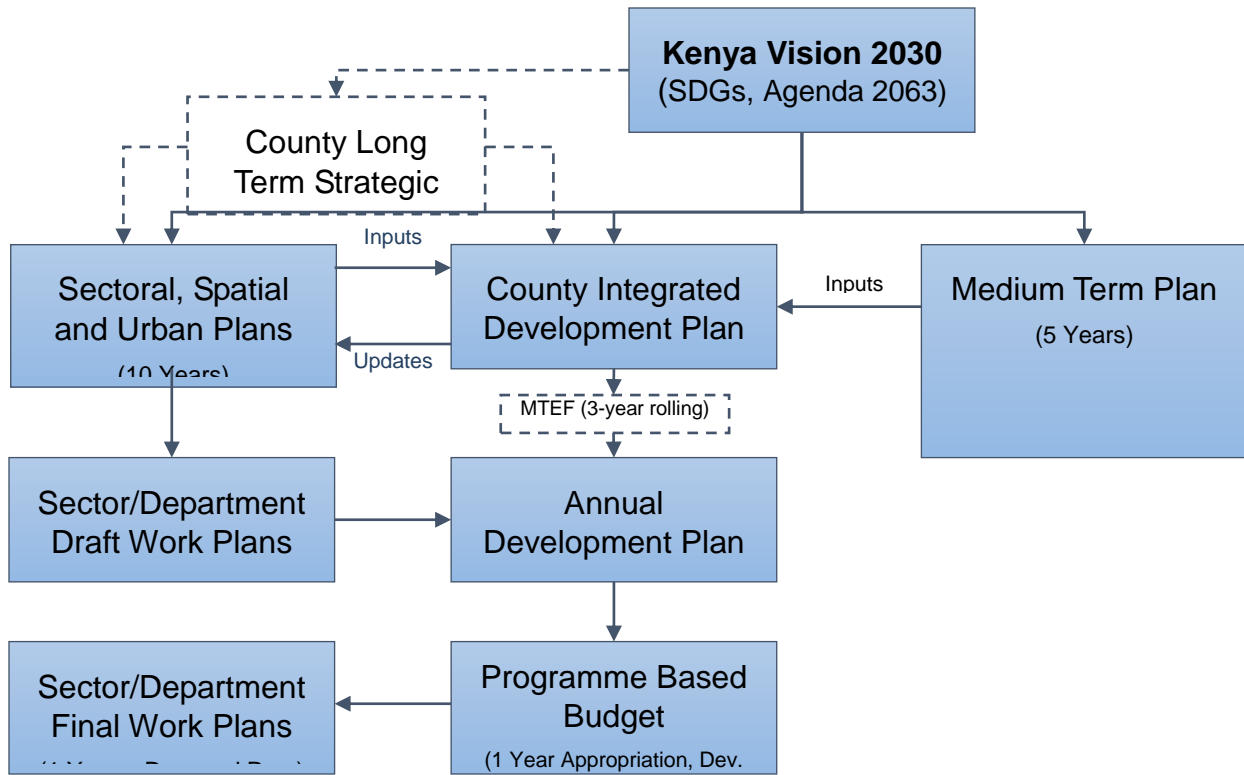 Kenya Vision 2030
(SDGs, Agenda 2063)
County Long
Term Strategic
Inputs
Sectoral, Spatial
and Urban Plans
(10 Years)
Updates
County Integrated
Development Plan
Inputs
Medium Term Plan
(5 Years)
MTEF (3-year rolling)
Sector/Department
Draft Work Plans
Annual
Development Plan
Sector/Department
Final Work Plans
Programme Based
Budget
(1 Year Appropriation, Dev.